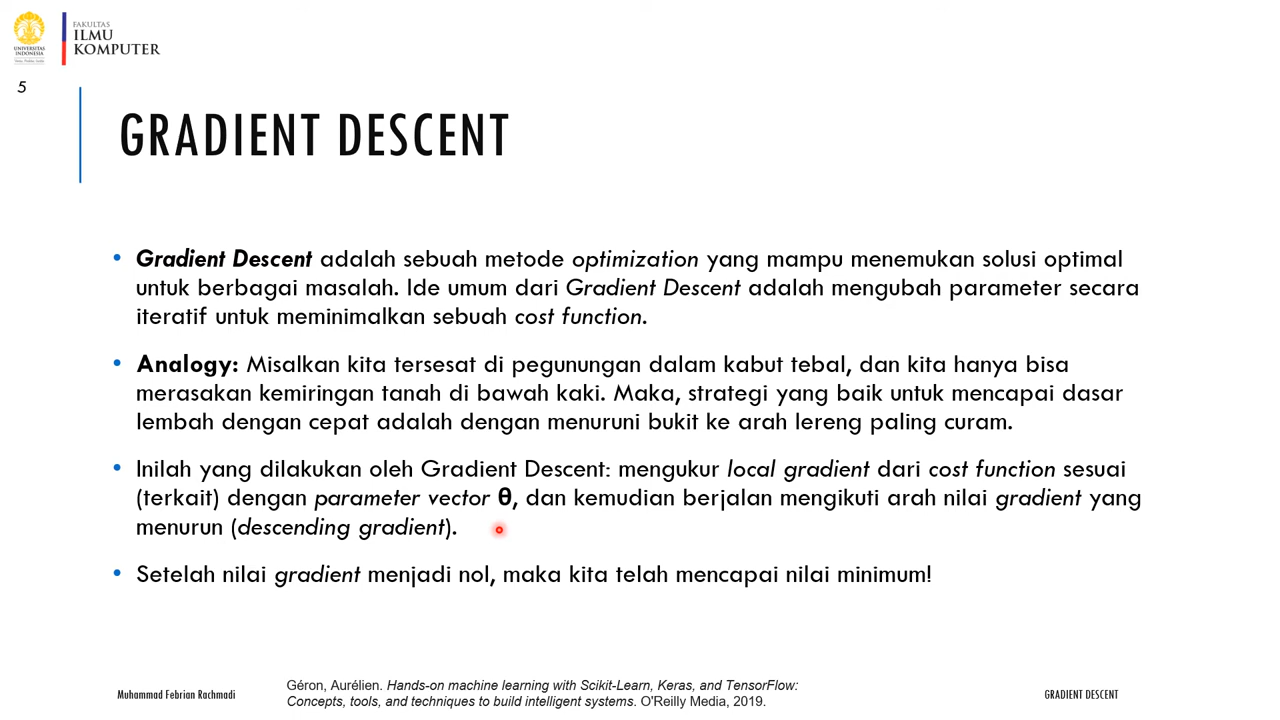 UNIVERSITAS
INDONESIA
FAKULTAS
ILMU
KOMPUTER
5
GRADIENT DESCENT
• Gradient Descent adalah sebuah metode optimization yang mampu menemukan solusi optimal
untuk berbagai masalah. Ide umum dari Gradient Descent adalah mengubah parameter secara
iteratif untuk meminimalkan sebuah cost function.
• Analogy: Misalkan kita tersesat di pegunungan dalam kabut tebal, dan kita hanya bisa
merasakan kemiringan tanah di bawah kaki. Maka, strategi yang baik untuk mencapai dasar
lembah dengan cepat adalah dengan menuruni bukit ke arah lereng paling curam.
• Inilah yang dilakukan oleh Gradient Descent: mengukur local gradient dari cost function sesuai
(terkait) dengan parameter vector θ, dan kemudian berjalan mengikuti arah nilai gradient yang
menurun (descending gradient).
• Setelah nilai gradient menjadi nol, maka kita telah mencapai nilai minimum!
Muhammad Febrian Rachmadi
Géron, Aurélien. Hands-on machine learning with Scikit-Learn, Keras, and TensorFlow:
Concepts, tools, and techniques to build intelligent systems. O'Reilly Media, 2019.
GRADIENT DESCENT